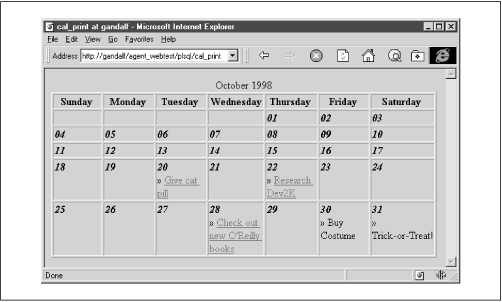 cal_print at gandalf - Microsoft Internet Explorer
File Edit View Go Favorites Help
Address http://gandalf/agent_webtest/plsql/cal_print
October 1998
Sunday Monday Tuesday Wednesday Thursday Friday Saturday
01 02 03
04 05 06 07 08 09 10
11 12 13 14 15 16 17
18 19 20 21 22 23 24
» Give cat » Research
pill Dev2K
25 26 27 28 29 30 31
» Check out » Buy »
new O'Reilly Costume Trick-or-Treat!
books
Done